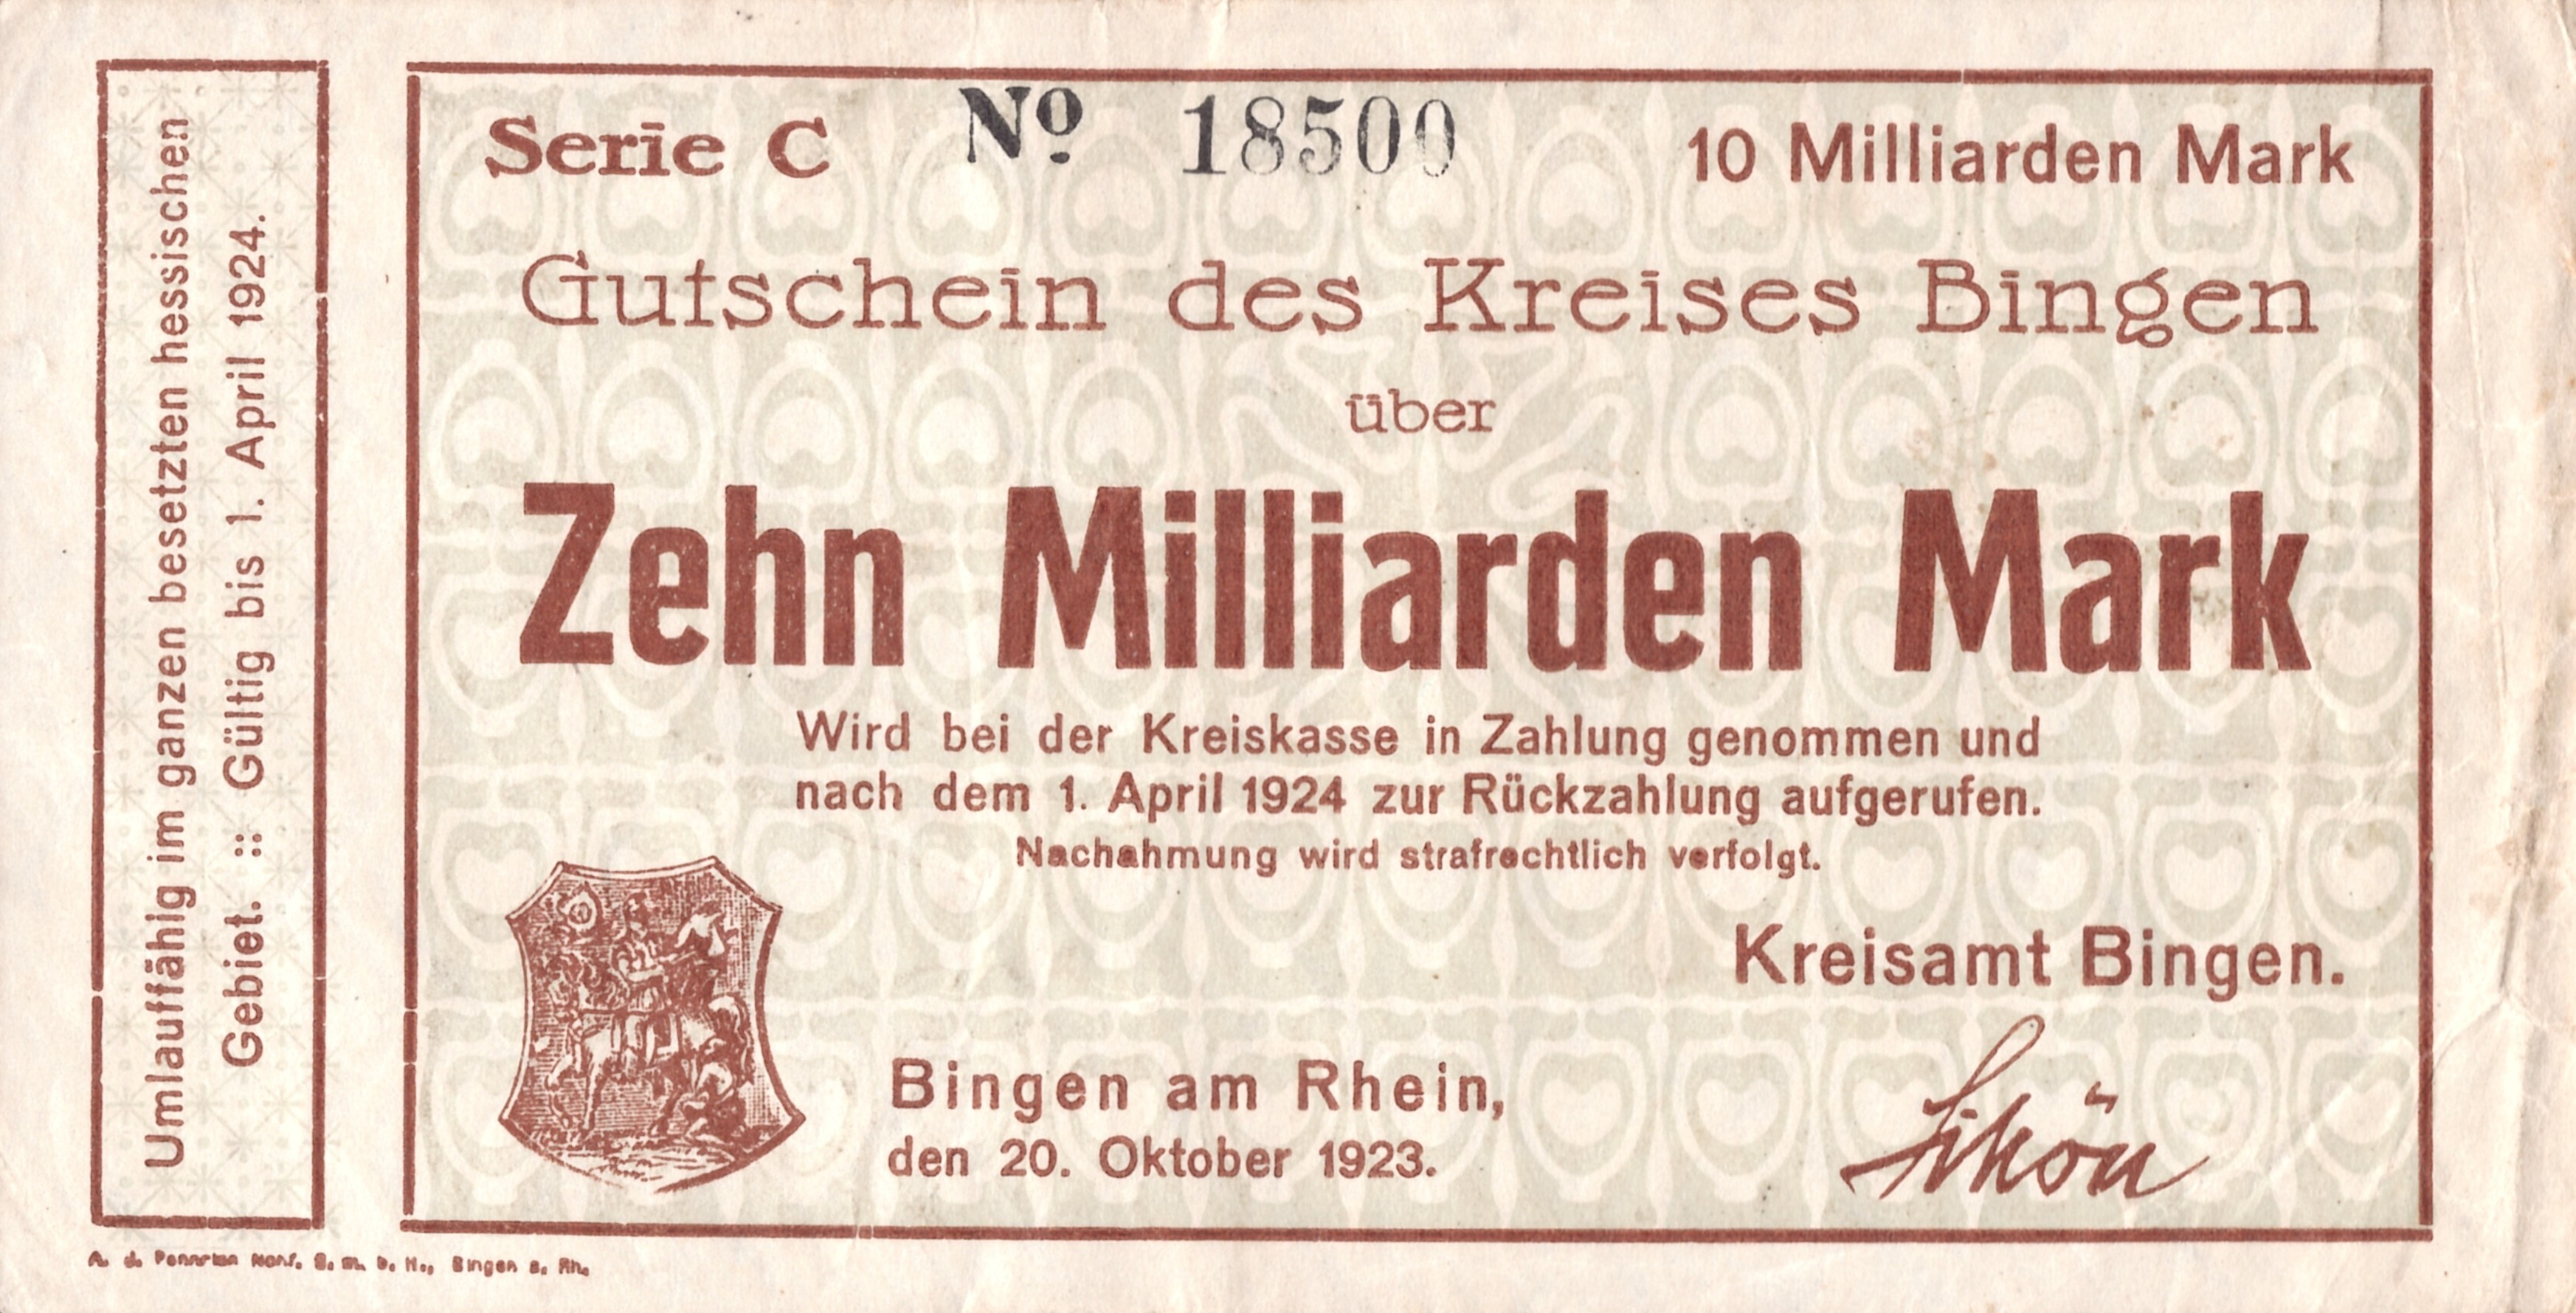 Umlauffähig im ganzen besetzten hessischen
Gebiet. :: Gültig bis 1. April 1924.
Serie C No 18500 10 Milliarden Mark
Gutschein des Kreises Bingen
über
Zehn Milliarden Mark
Wird bei der Kreiskasse in Zahlung genommen und
nach dem 1. April 1924 zur Rückzahlung aufgerufen.
Nachahmung wird strafrechtlich verfolgt.
Kreisamt Bingen.
Bingen am Rhein,
den 20. Oktober 1923.
A. d. G. m. b. H., Bingen a. Rh.